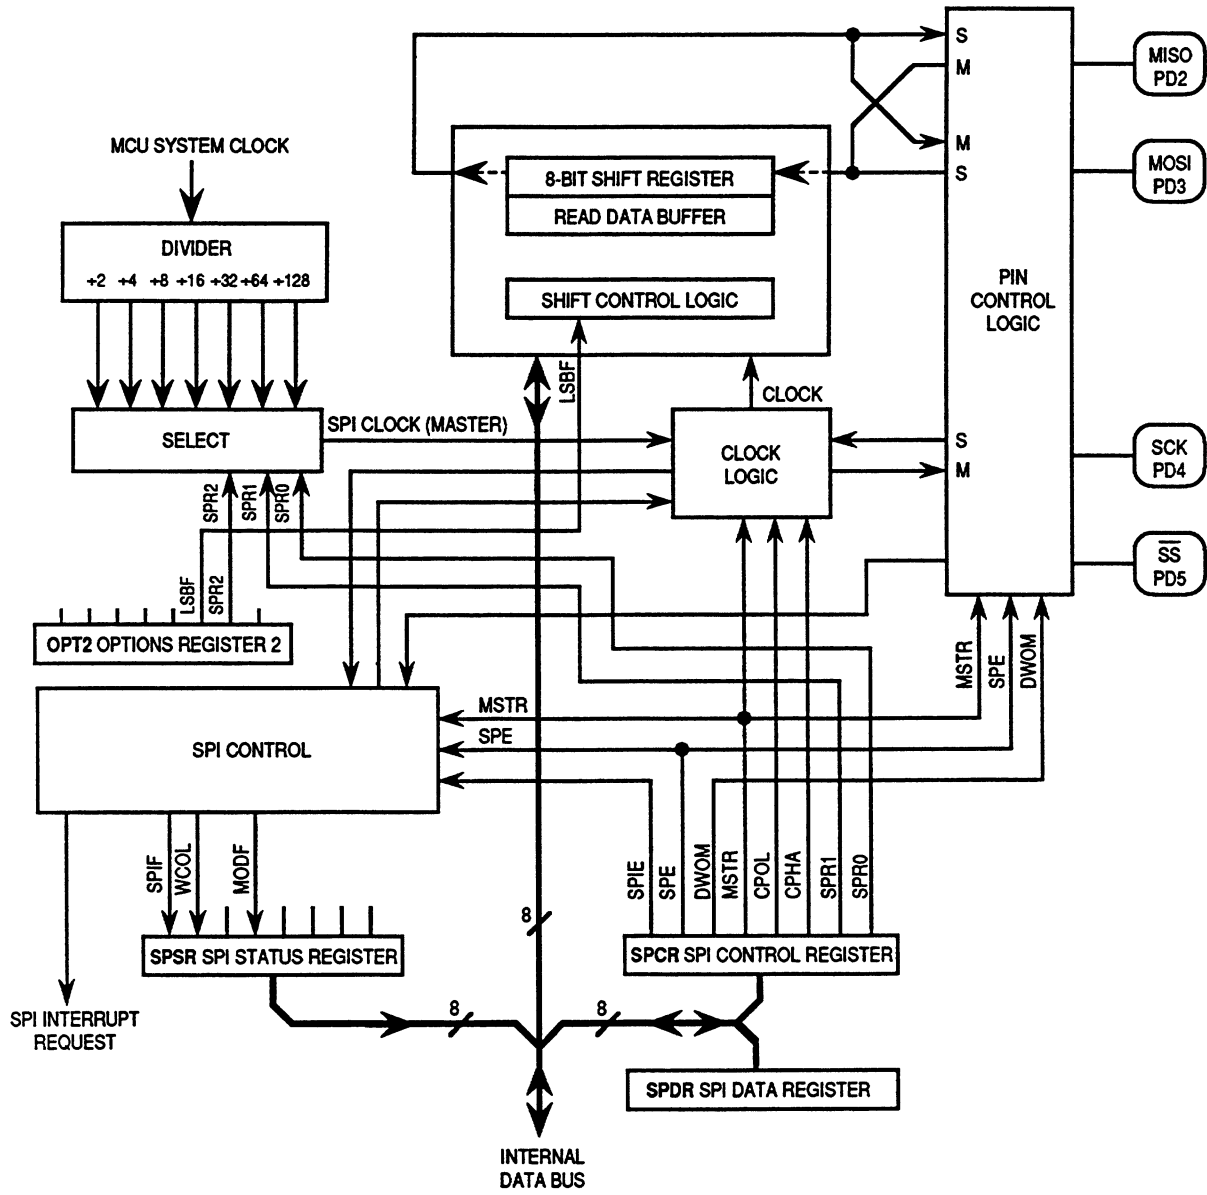 MCU SYSTEM CLOCK
DIVIDER
÷2 ÷4 ÷8 ÷16 ÷32 ÷64 ÷128
SELECT
SPI CLOCK (MASTER)
SPR2
SPR1
SPR0
LSBF
SPR2
OPT2 OPTIONS REGISTER 2
8-BIT SHIFT REGISTER
READ DATA BUFFER
SHIFT CONTROL LOGIC
LSBF
CLOCK
CLOCK
LOGIC
S
M
M
S
S
M
PIN
CONTROL
LOGIC
MISO
PD2
MOSI
PD3
SCK
PD4
SS
PD5
MSTR
SPE
DWOM
SPI CONTROL
MSTR
SPE
SPIF
WCOL
MODF
SPSR SPI STATUS REGISTER
SPI INTERRUPT
REQUEST
SPIE
SPE
DWOM
MSTR
CPOL
CPHA
SPR1
SPR0
SPCR SPI CONTROL REGISTER
8
8
8
SPDR SPI DATA REGISTER
INTERNAL
DATA BUS